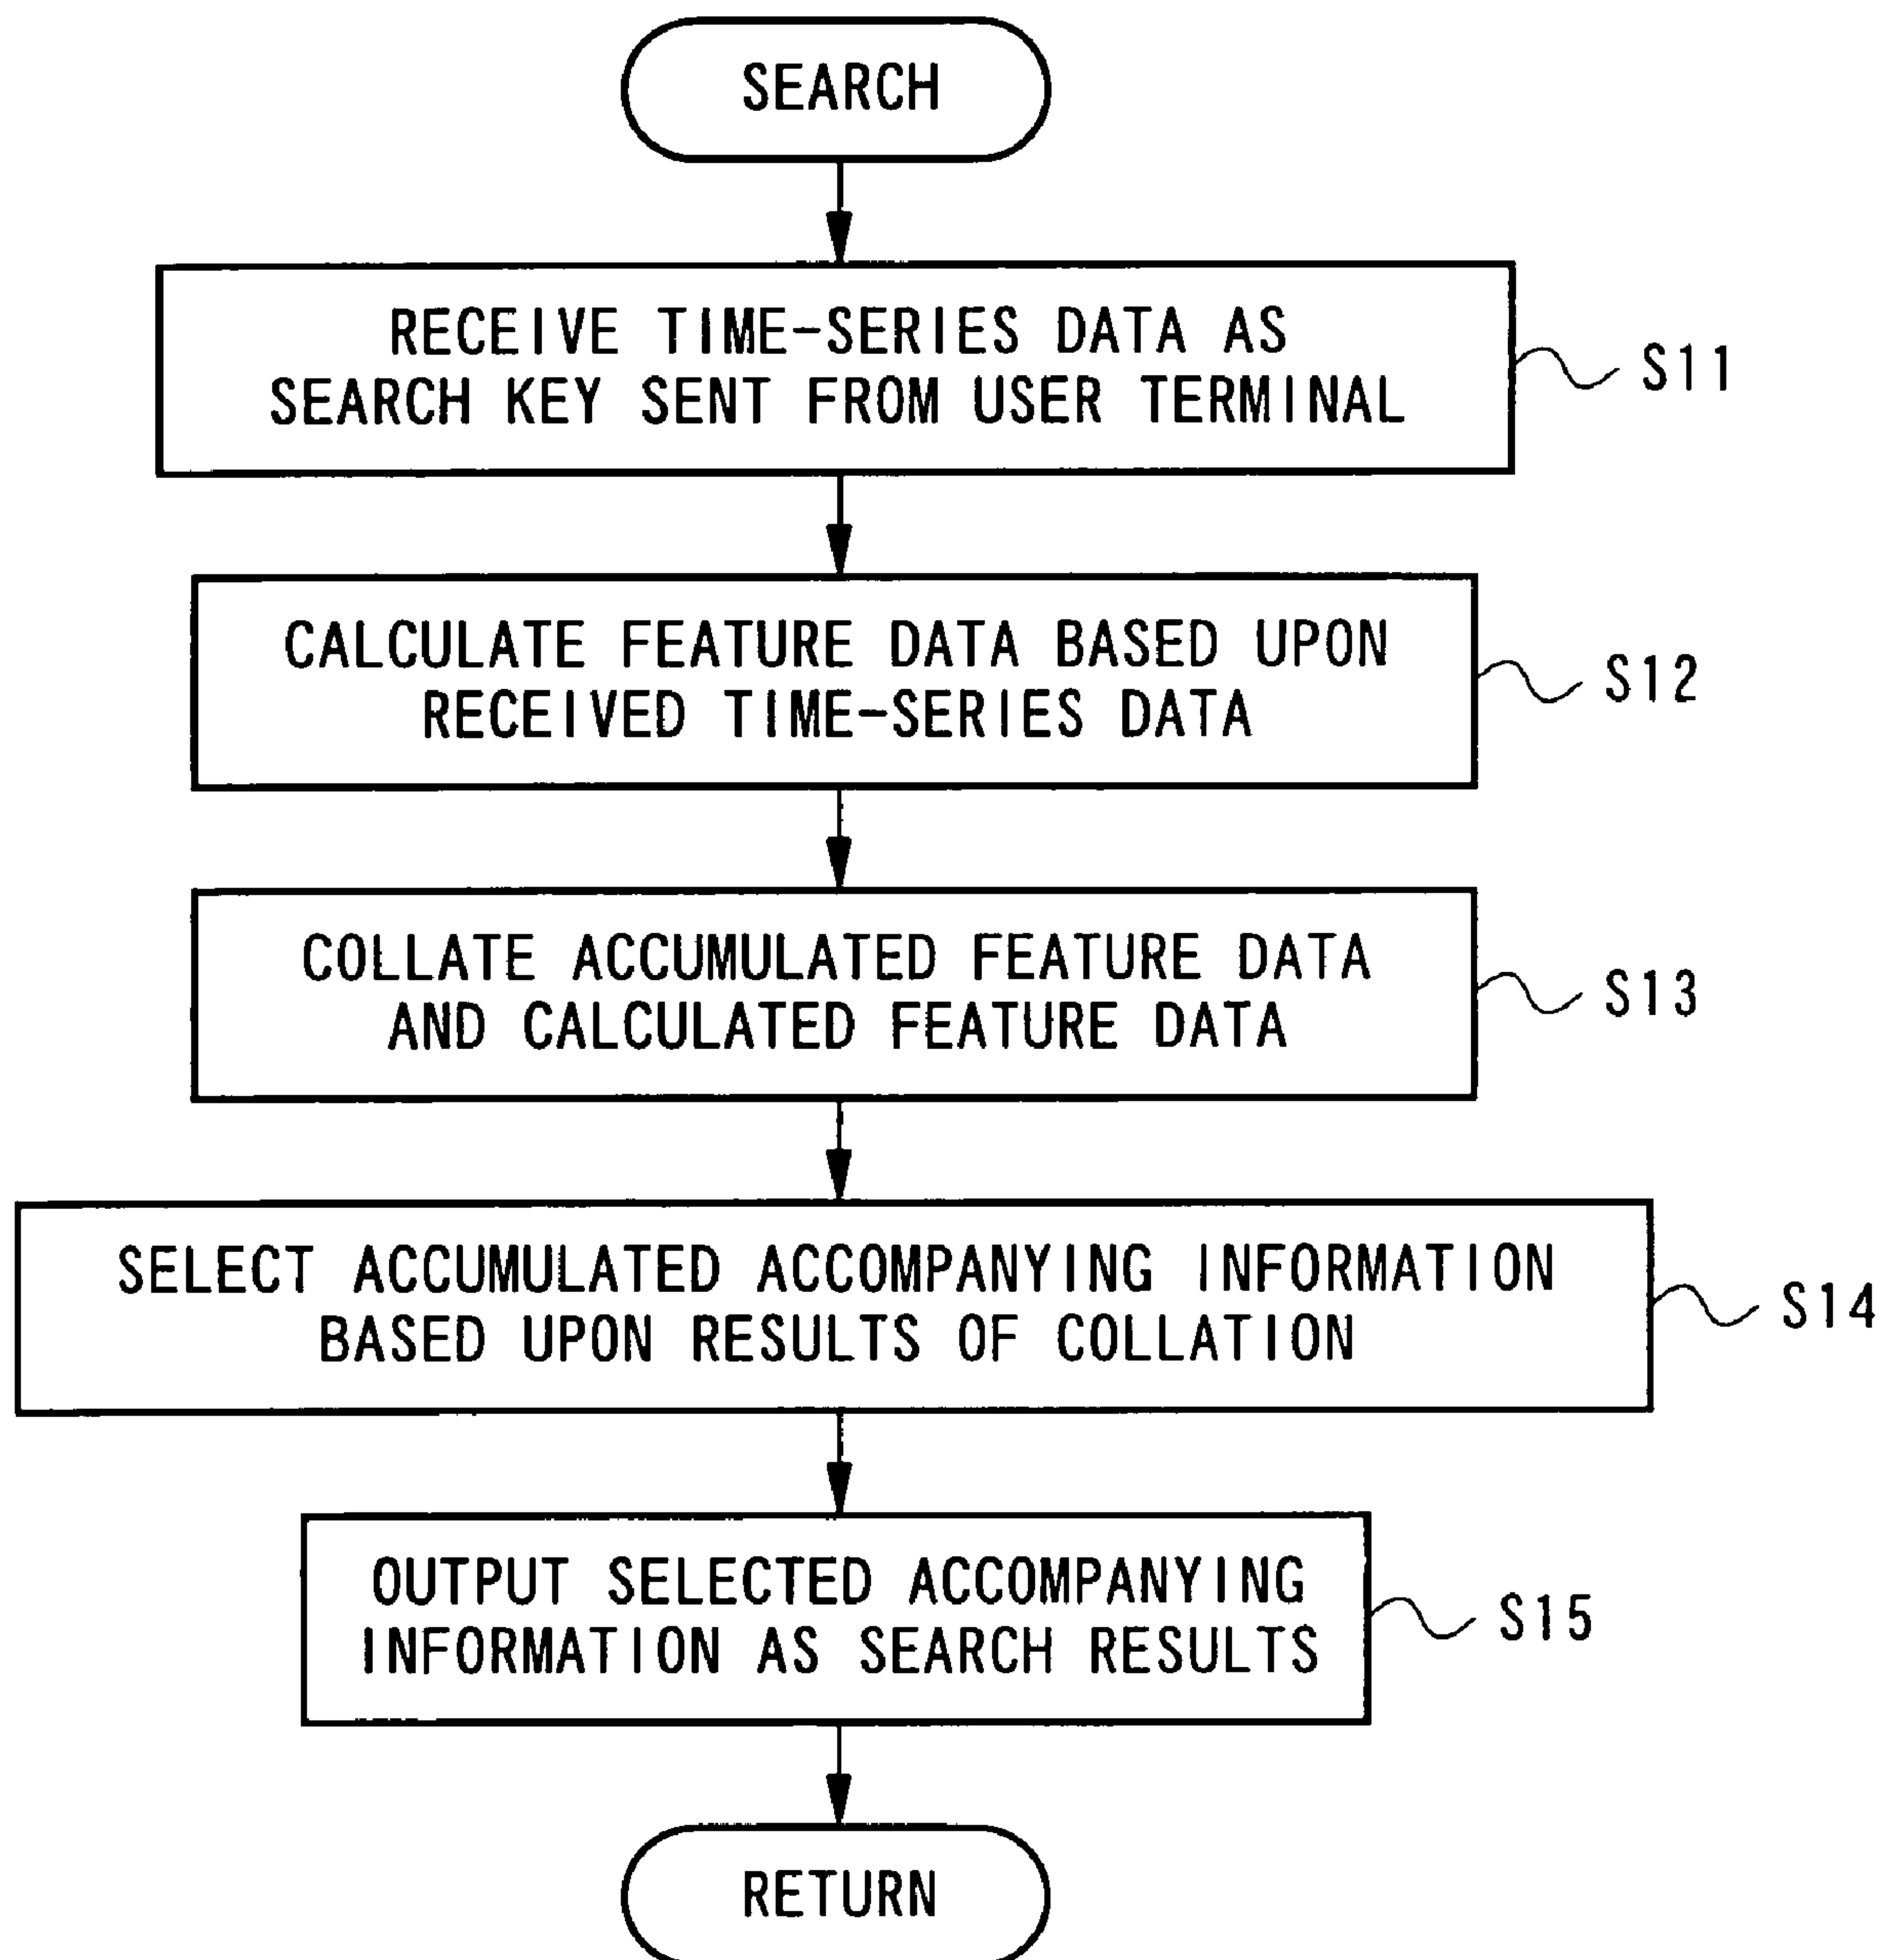 SEARCH
RECEIVE TIME-SERIES DATA AS
SEARCH KEY SENT FROM USER TERMINAL
S11
CALCULATE FEATURE DATA BASED UPON
RECEIVED TIME-SERIES DATA
S12
COLLATE ACCUMULATED FEATURE DATA
AND CALCULATED FEATURE DATA
S13
SELECT ACCUMULATED ACCOMPANYING INFORMATION
BASED UPON RESULTS OF COLLATION
S14
OUTPUT SELECTED ACCOMPANYING
INFORMATION AS SEARCH RESULTS
S15
RETURN